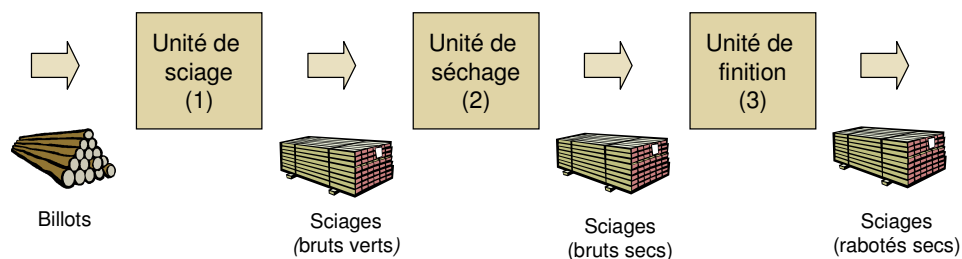 Unité de
sciage
(1)
Unité de
séchage
(2)
Unité de
finition
(3)
Billots
Sciages
(bruts verts)
Sciages
(bruts secs)
Sciages
(rabotés secs)